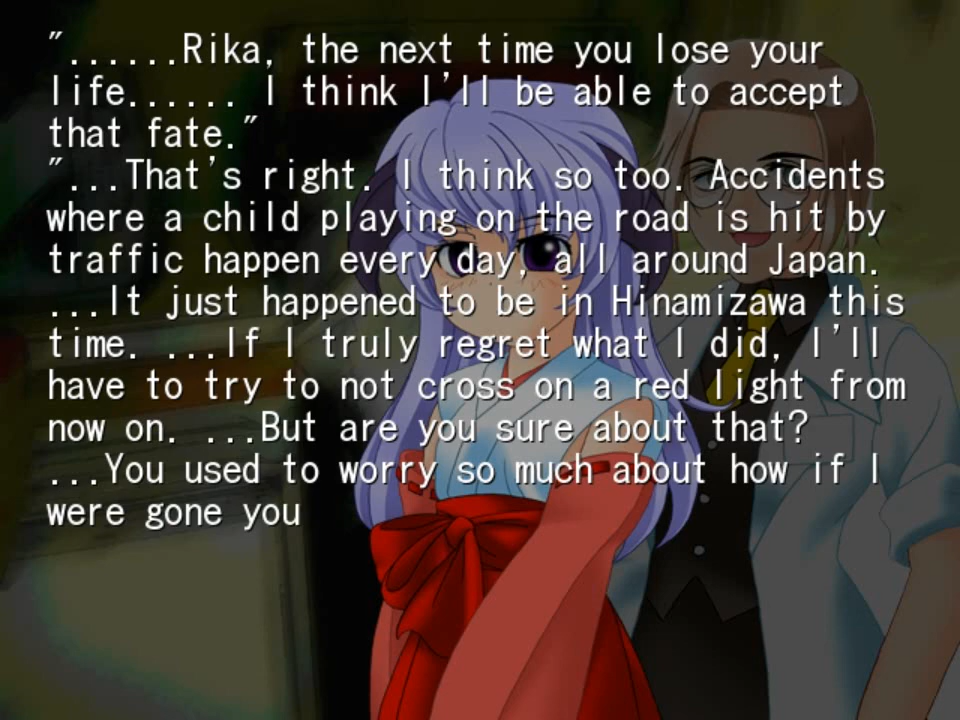 "......Rika, the next time you lose your
life...... I think I'll be able to accept
that fate."
"...That's right. I think so too. Accidents
where a child playing on the road is hit by
traffic happen every day, all around Japan.
...It just happened to be in Hinamizawa this
time. ...If I truly regret what I did, I'll
have to try to not cross on a red light from
now on. ...But are you sure about that?
...You used to worry so much about how if I
were gone you